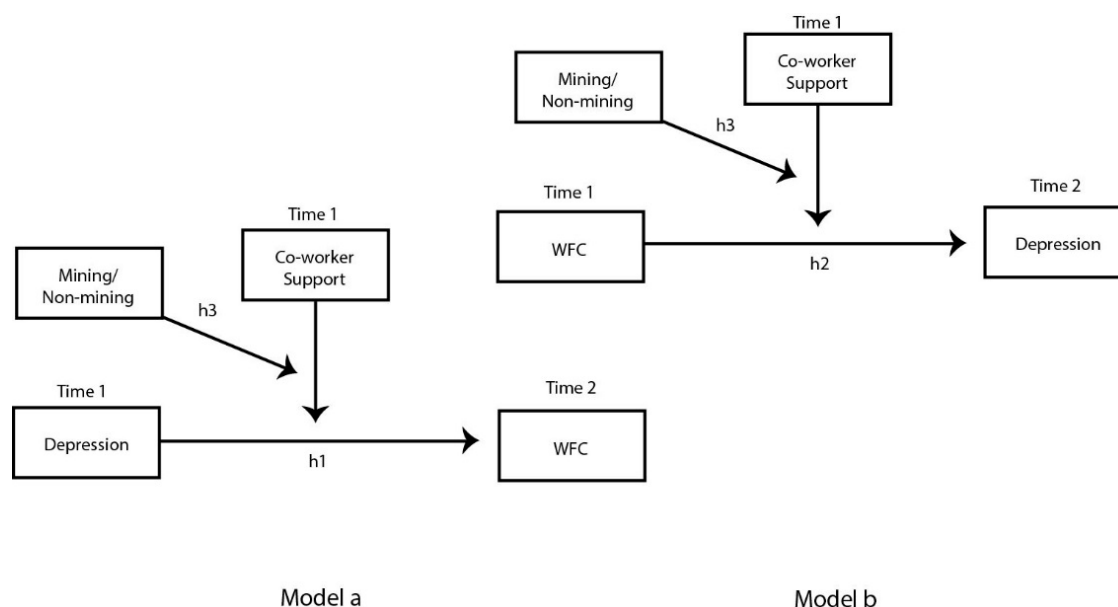 Time 1
Mining/
Non-mining
Co-worker
Support
h3
Time 1
WFC
h2
Time 2
Depression
Time 1
Mining/
Non-mining
Co-worker
Support
h3
Time 1
Depression
h1
Time 2
WFC
Model a
Model b